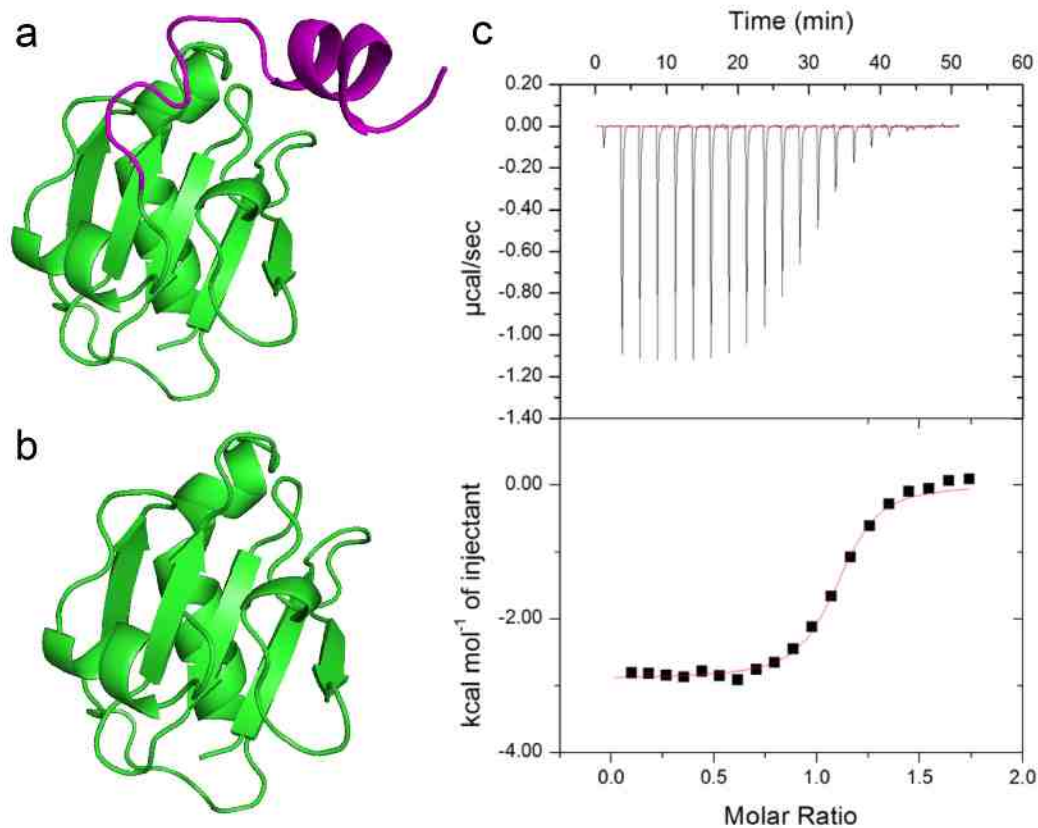 a
b
c
Time (min)
0 10 20 30 40 50 60
0.20
0.00
-0.20
-0.40
-0.60
-0.80
-1.00
-1.20
-1.40
µcal/sec
0.00
-2.00
-4.00
kcal mol⁻¹ of injectant
0.0 0.5 1.0 1.5 2.0
Molar Ratio